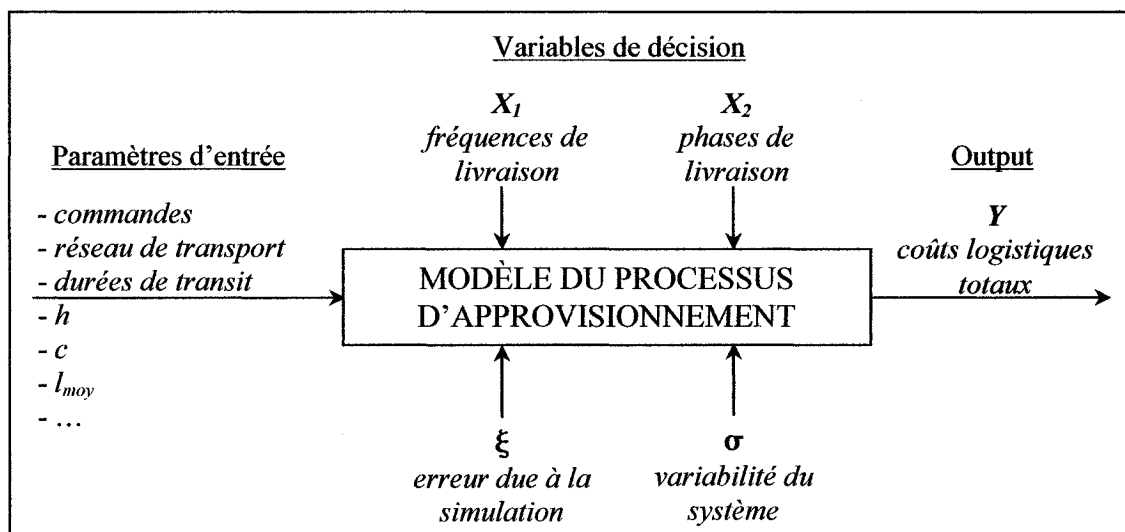 Variables de décision
X₁
fréquences de
livraison
X₂
phases de
livraison
Paramètres d'entrée
- commandes
- réseau de transport
- durées de transit
- h
- c
- lₘₒᵧ
- ...
MODÈLE DU PROCESSUS
D'APPROVISIONNEMENT
Output
Y
coûts logistiques
totaux
ξ
erreur due à la
simulation
σ
variabilité du
système